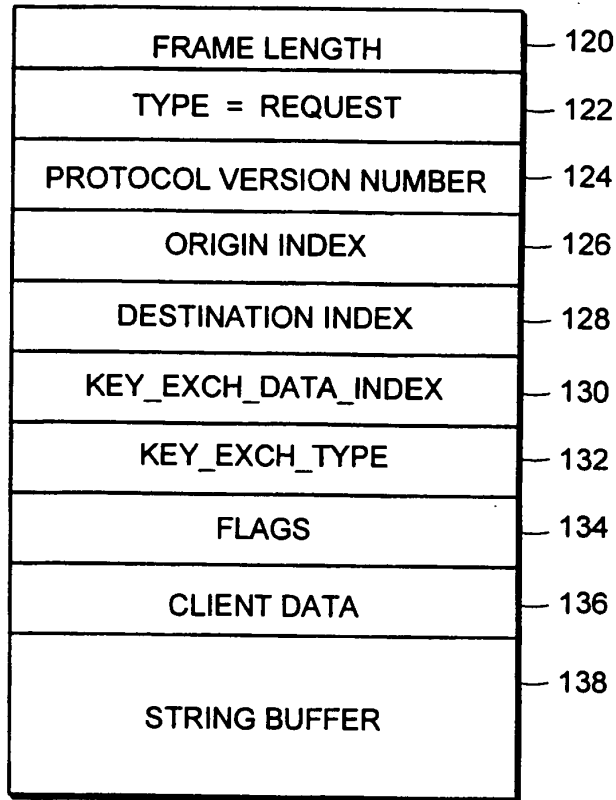 FRAME LENGTH 120
TYPE = REQUEST 122
PROTOCOL VERSION NUMBER 124
ORIGIN INDEX 126
DESTINATION INDEX 128
KEY_EXCH_DATA_INDEX 130
KEY_EXCH_TYPE 132
FLAGS 134
CLIENT DATA 136
STRING BUFFER 138